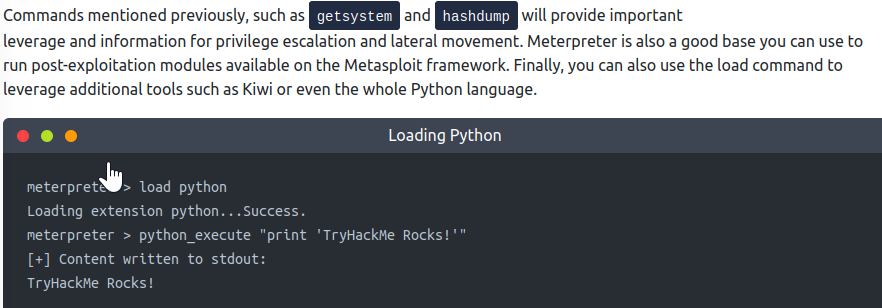 Commands mentioned previously, such as getsystem and hashdump will provide important
leverage and information for privilege escalation and lateral movement. Meterpreter is also a good base you can use to
run post-exploitation modules available on the Metasploit framework. Finally, you can also use the load command to
leverage additional tools such as Kiwi or even the whole Python language.
Loading Python
meterpreter > load python
Loading extension python...Success.
meterpreter > python_execute "print 'TryHackMe Rocks!'"
[+] Content written to stdout:
TryHackMe Rocks!